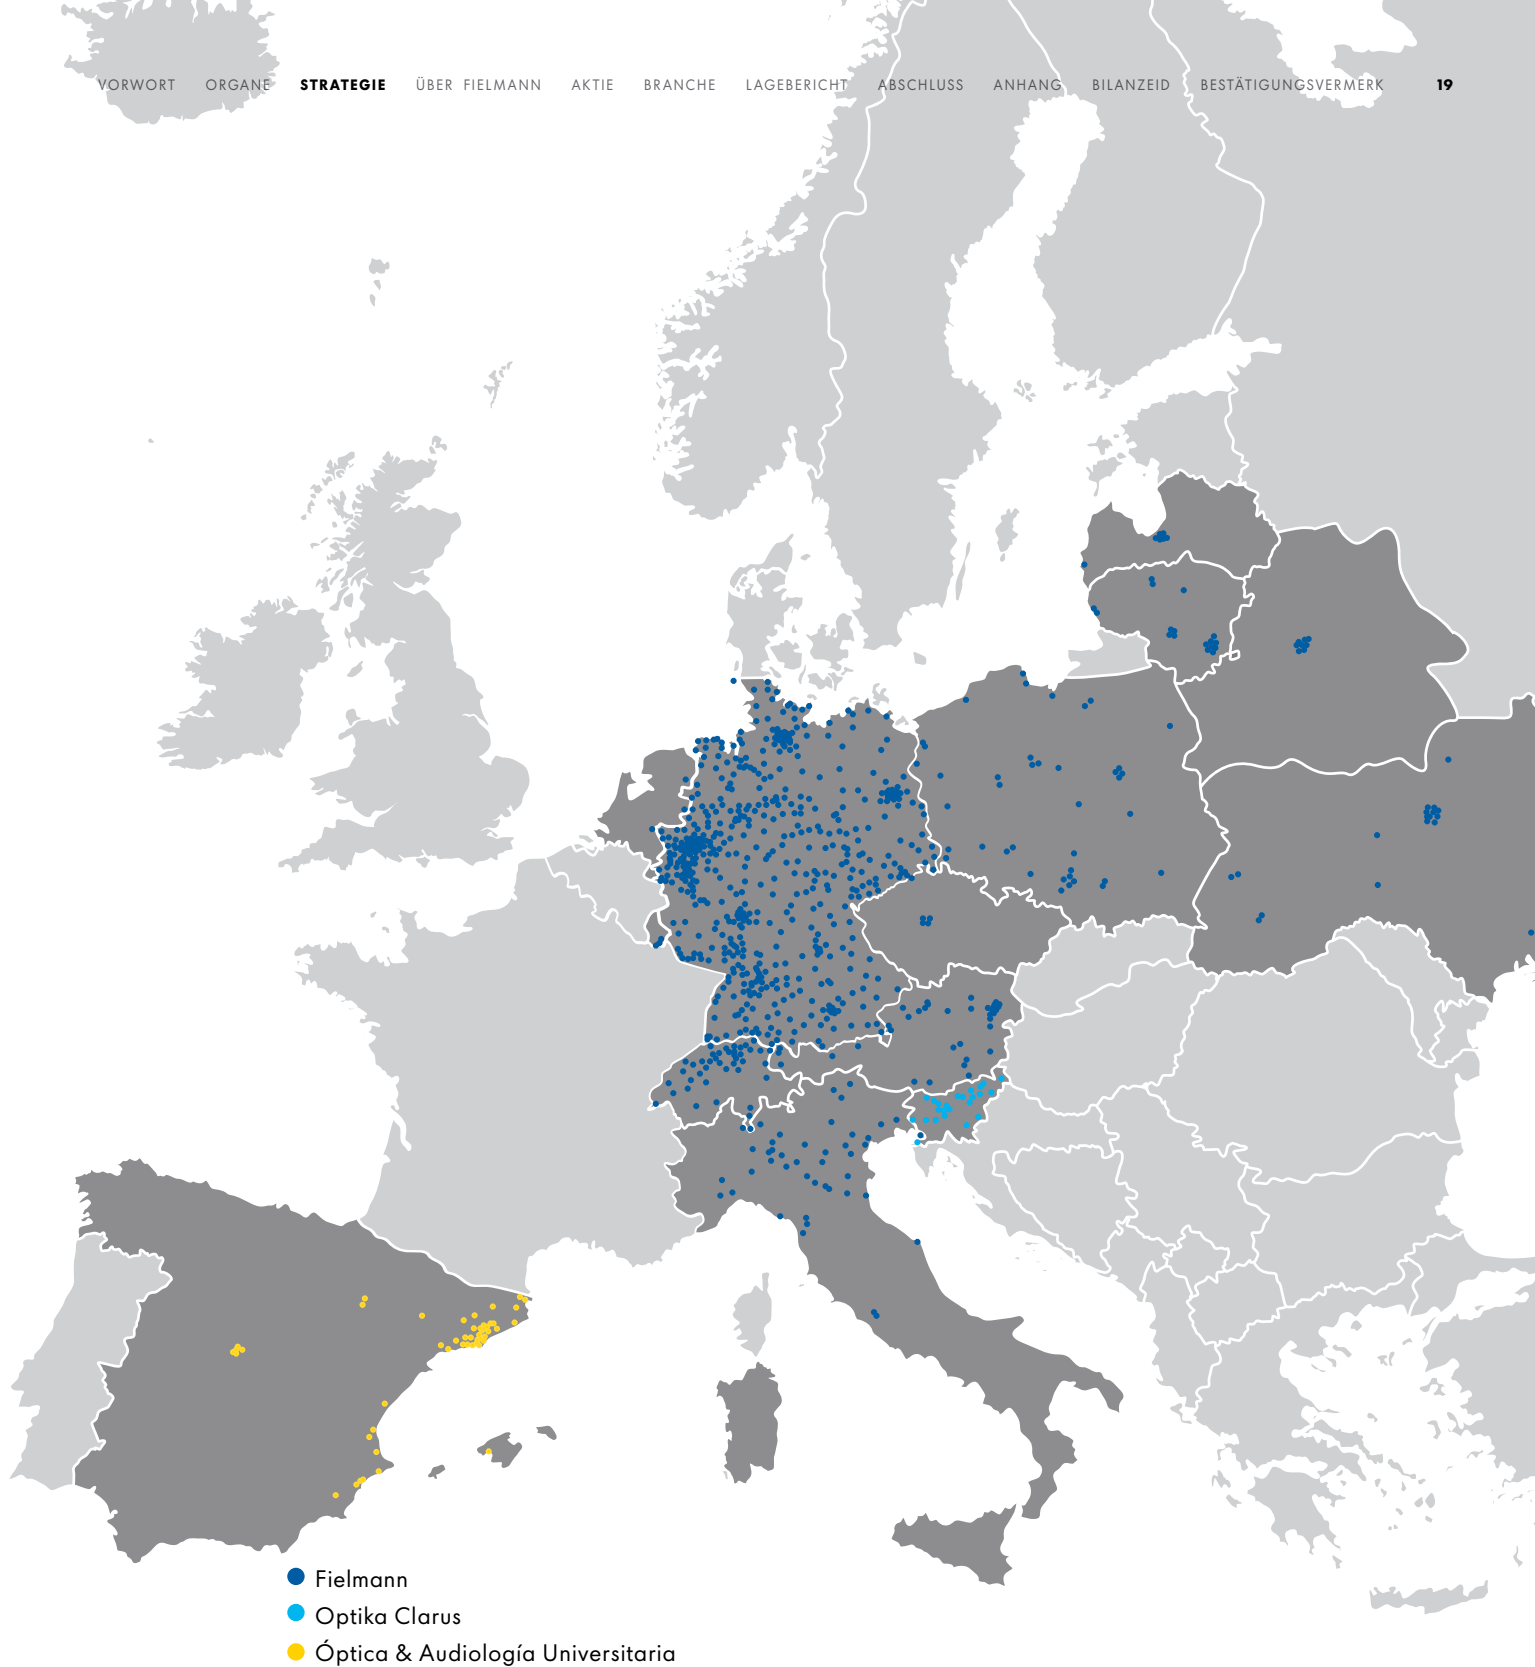 VORWORT ORGANE STRATEGIE ÜBER FIELMANN AKTIE BRANCHE LAGEBERICHT ABSCHLUSS ANHANG BILANZEID BESTÄTIGUNGSVERMERK 19
Fielmann
Optika Clarus
Óptica & Audiología Universitaria